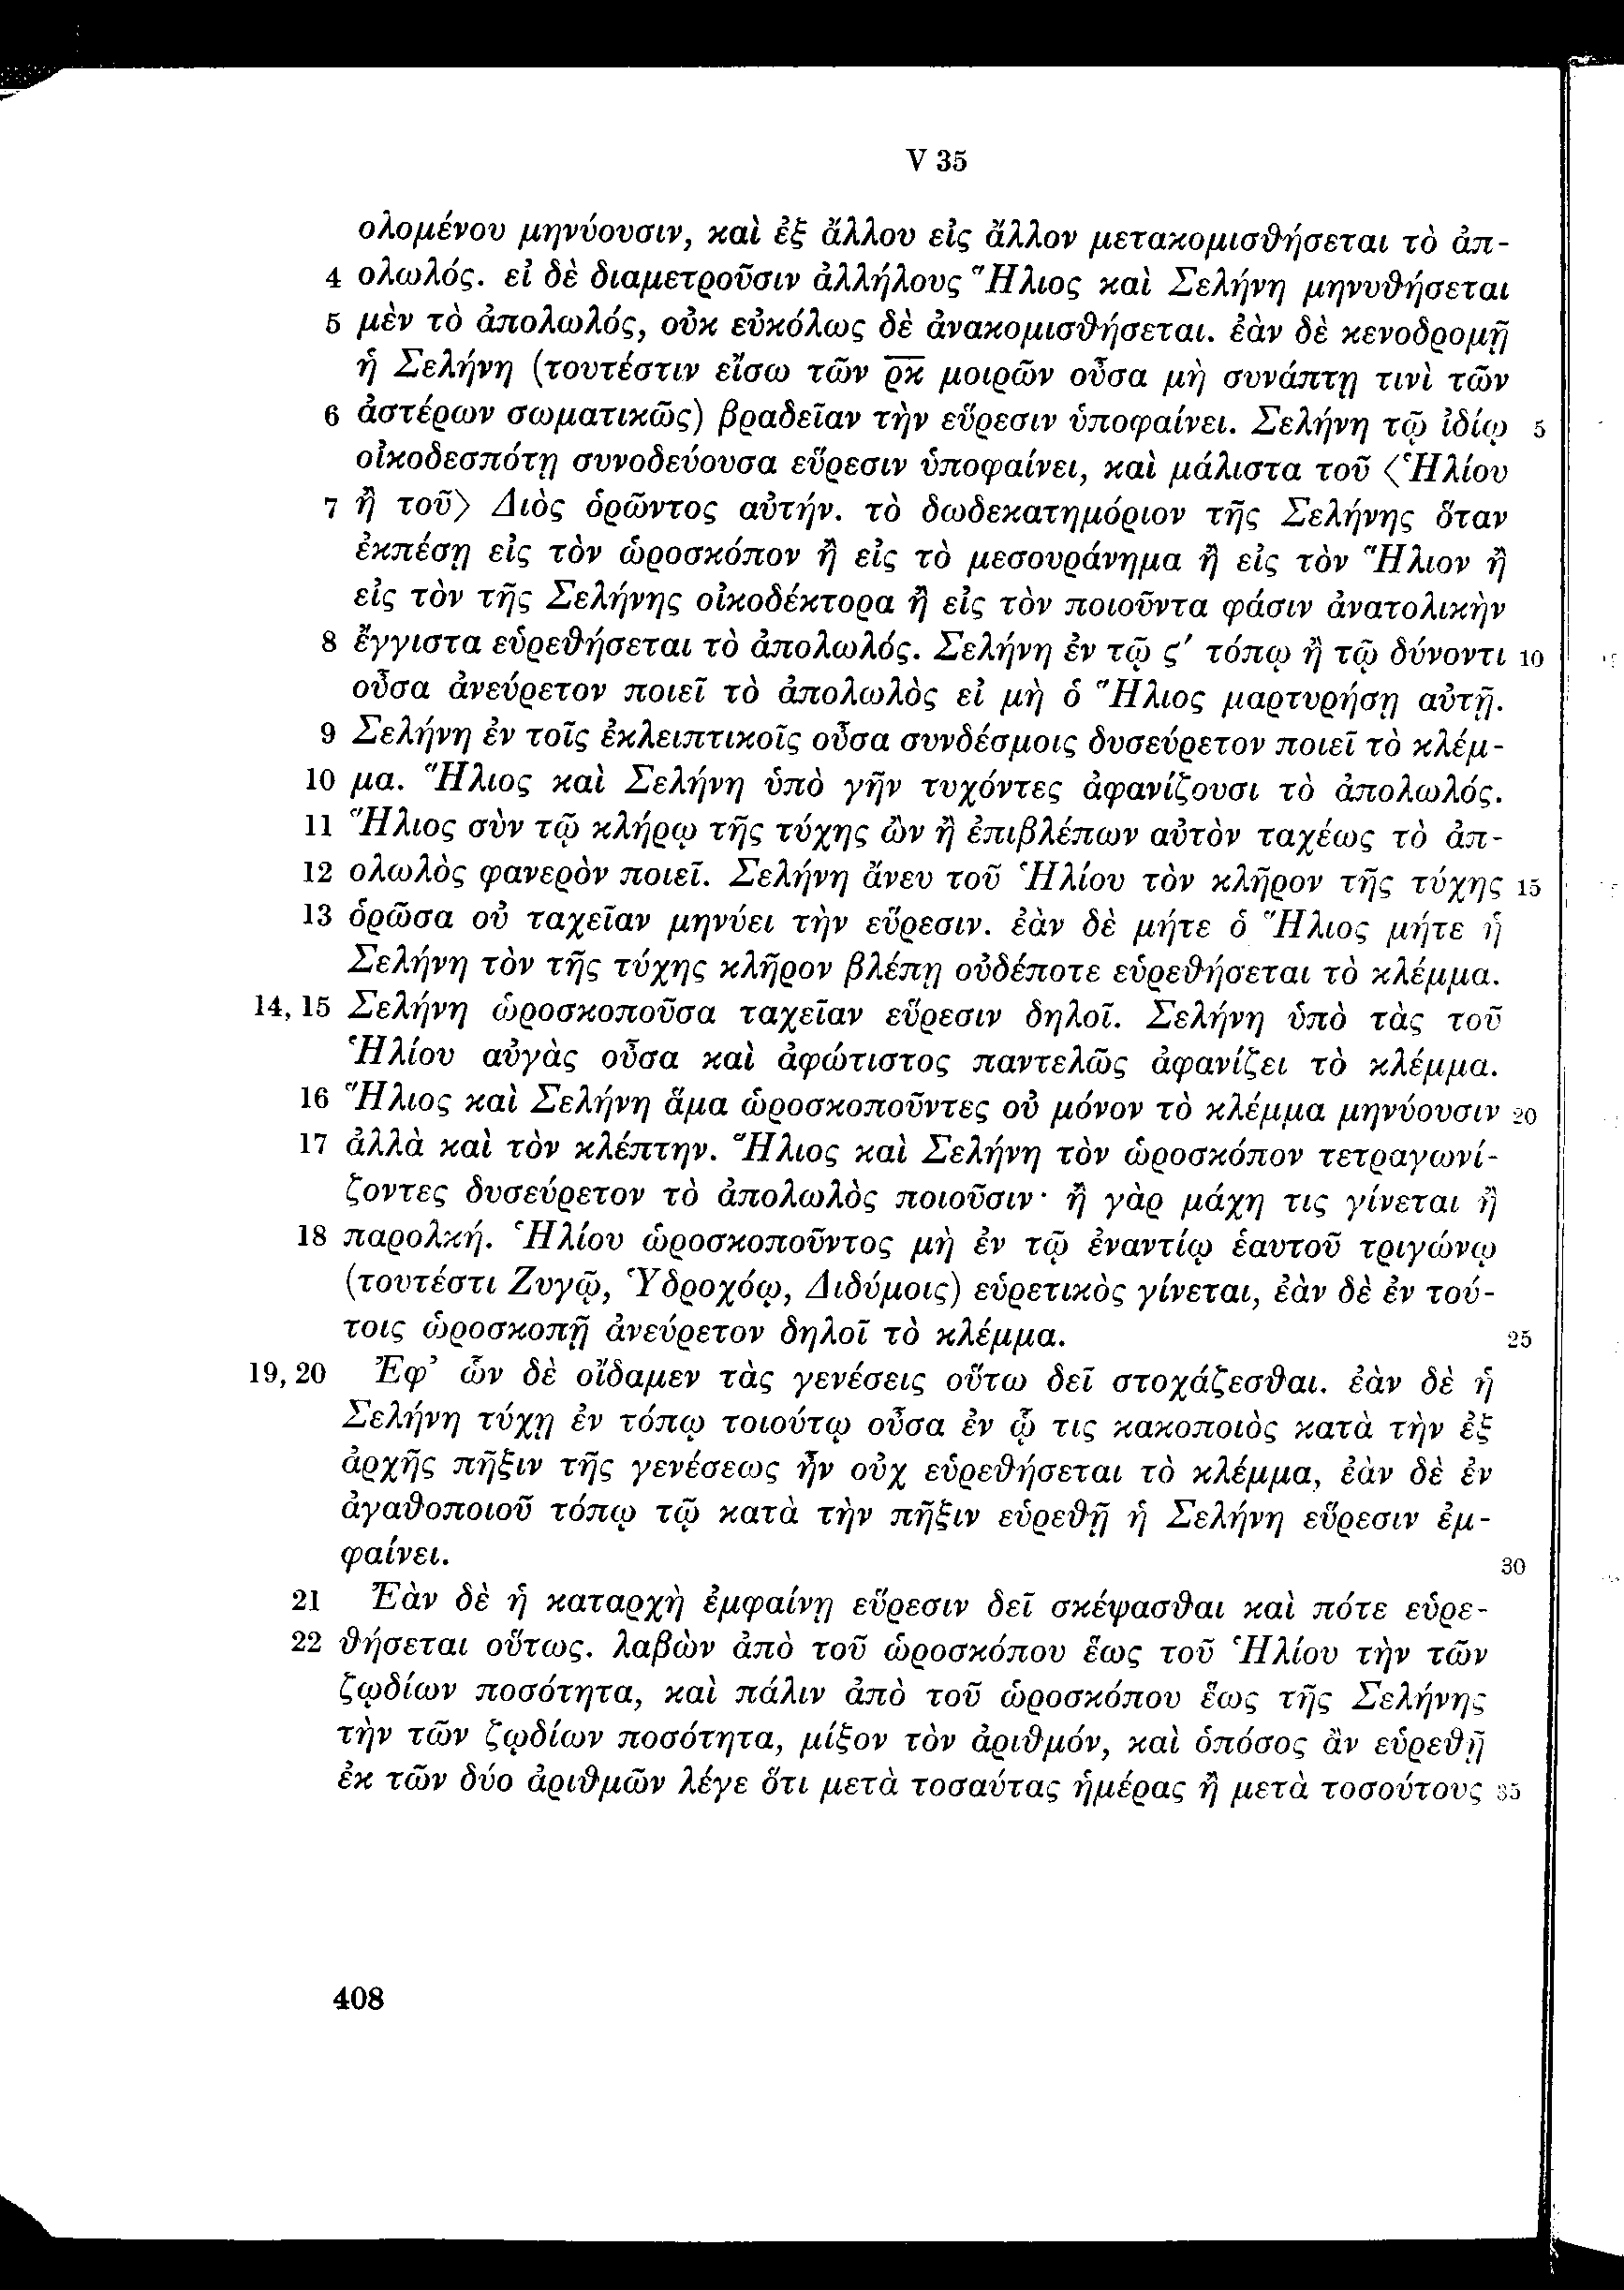 V 35
ολομένου μηνύουσιν, καὶ ἐξ ἄλλου εἰς ἄλλον μετακομισθήσεται τὸ ἀπ-
4 ολωλός. εἰ δὲ διαμετροῦσιν ἀλλήλους Ἥλιος καὶ Σελήνη μηνυθήσεται
5 μὲν τὸ ἀπολωλός, οὐκ εὐκόλως δὲ ἀνακομισθήσεται. ἐὰν δὲ κενοδρομῇ
ἡ Σελήνη (τουτέστιν εἴσω τῶν ρ̅κ̅ μοιρῶν οὖσα μὴ συνάπτῃ τινὶ τῶν
6 ἀστέρων σωματικῶς) βραδεῖαν τὴν εὕρεσιν ὑποφαίνει. Σελήνη τῷ ἰδίῳ 5
οἰκοδεσπότῃ συνοδεύουσα εὕρεσιν ὑποφαίνει, καὶ μάλιστα τοῦ 〈Ἡλίου
7 ἢ τοῦ〉 Διὸς ὁρῶντος αὐτήν. τὸ δωδεκατημόριον τῆς Σελήνης ὅταν
ἐκπέσῃ εἰς τὸν ὡροσκόπον ἢ εἰς τὸ μεσουράνημα ἢ εἰς τὸν Ἥλιον ἢ
εἰς τὸν τῆς Σελήνης οἰκοδέκτορα ἢ εἰς τὸν ποιοῦντα φάσιν ἀνατολικὴν
8 ἔγγιστα εὑρεθήσεται τὸ ἀπολωλός. Σελήνη ἐν τῷ ς′ τόπῳ ἢ τῷ δύνοντι 10
οὖσα ἀνεύρετον ποιεῖ τὸ ἀπολωλὸς εἰ μὴ ὁ Ἥλιος μαρτυρήσῃ αὐτῇ.
9 Σελήνη ἐν τοῖς ἐκλειπτικοῖς οὖσα συνδέσμοις δυσεύρετον ποιεῖ τὸ κλέμ-
10 μα. Ἥλιος καὶ Σελήνη ὑπὸ γῆν τυχόντες ἀφανίζουσι τὸ ἀπολωλός.
11 Ἥλιος σὺν τῷ κλήρῳ τῆς τύχης ὢν ἢ ἐπιβλέπων αὐτὸν ταχέως τὸ ἀπ-
12 ολωλὸς φανερὸν ποιεῖ. Σελήνη ἄνευ τοῦ Ἡλίου τὸν κλῆρον τῆς τύχης 15
13 ὁρῶσα οὐ ταχεῖαν μηνύει τὴν εὕρεσιν. ἐὰν δὲ μήτε ὁ Ἥλιος μήτε ἡ
Σελήνη τὸν τῆς τύχης κλῆρον βλέπῃ οὐδέποτε εὑρεθήσεται τὸ κλέμμα.
14, 15 Σελήνη ὡροσκοποῦσα ταχεῖαν εὕρεσιν δηλοῖ. Σελήνη ὑπὸ τὰς τοῦ
Ἡλίου αὐγὰς οὖσα καὶ ἀφώτιστος παντελῶς ἀφανίζει τὸ κλέμμα.
16 Ἥλιος καὶ Σελήνη ἅμα ὡροσκοποῦντες οὐ μόνον τὸ κλέμμα μηνύουσιν 20
17 ἀλλὰ καὶ τὸν κλέπτην. Ἥλιος καὶ Σελήνη τὸν ὡροσκόπον τετραγωνί-
ζοντες δυσεύρετον τὸ ἀπολωλὸς ποιοῦσιν· ἢ γὰρ μάχη τις γίνεται ἢ
18 παρολκή. Ἡλίου ὡροσκοποῦντος μὴ ἐν τῷ ἐναντίῳ ἑαυτοῦ τριγώνῳ
(τουτέστι Ζυγῷ, Ὑδροχόῳ, Διδύμοις) εὑρετικὸς γίνεται, ἐὰν δὲ ἐν τού-
τοις ὡροσκοπῇ ἀνεύρετον δηλοῖ τὸ κλέμμα. 25
19, 20 Ἐφ’ ὧν δὲ οἴδαμεν τὰς γενέσεις οὕτω δεῖ στοχάζεσθαι. ἐὰν δὲ ἡ
Σελήνη τύχῃ ἐν τόπῳ τοιούτῳ οὖσα ἐν ᾧ τις κακοποιὸς κατὰ τὴν ἐξ
ἀρχῆς πῆξιν τῆς γενέσεως ἦν οὐχ εὑρεθήσεται τὸ κλέμμα, ἐὰν δὲ ἐν
ἀγαθοποιοῦ τόπῳ τῷ κατὰ τὴν πῆξιν εὑρεθῇ ἡ Σελήνη εὕρεσιν ἐμ-
φαίνει. 30
21 Ἐὰν δὲ ἡ καταρχὴ ἐμφαίνῃ εὕρεσιν δεῖ σκέψασθαι καὶ πότε εὑρε-
22 θήσεται οὕτως. λαβὼν ἀπὸ τοῦ ὡροσκόπου ἕως τοῦ Ἡλίου τὴν τῶν
ζῳδίων ποσότητα, καὶ πάλιν ἀπὸ τοῦ ὡροσκόπου ἕως τῆς Σελήνης
τὴν τῶν ζῳδίων ποσότητα, μίξον τὸν ἀριθμόν, καὶ ὁπόσος ἂν εὑρεθῇ
ἐκ τῶν δύο ἀριθμῶν λέγε ὅτι μετὰ τοσαύτας ἡμέρας ἢ μετὰ τοσούτους 35
408